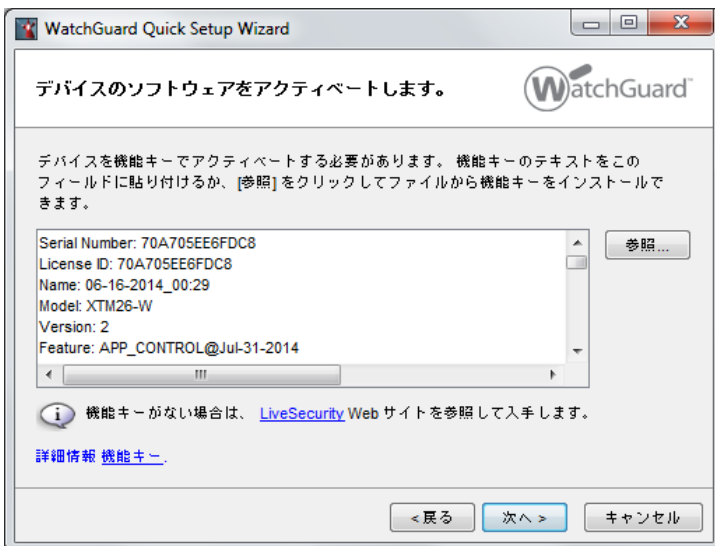 WatchGuard Quick Setup Wizard
デバイスのソフトウェアをアクティベートします。
WatchGuard
デバイスを機能キーでアクティベートする必要があります。 機能キーのテキストをこの
フィールドに貼り付けるか、[参照] をクリックしてファイルから機能キーをインストールで
きます。
Serial Number: 70A705EE6FDC8
License ID: 70A705EE6FDC8
Name: 06-16-2014_00:29
Model: XTM26-W
Version: 2
Feature: APP_CONTROL@Jul-31-2014
参照...
機能キーがない場合は、 LiveSecurity Web サイトを参照して入手します。
詳細情報 機能キー.
<戻る 次へ > キャンセル